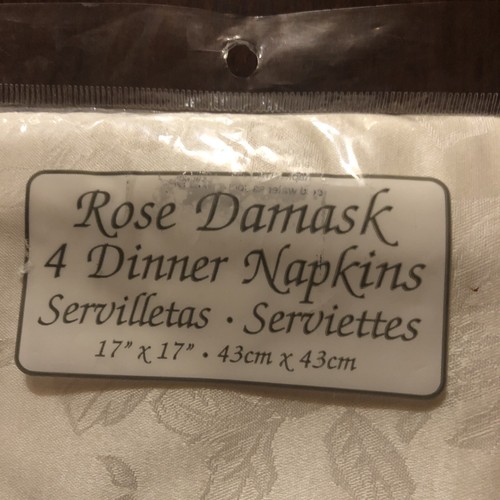 Rose Damask
4 Dinner Napkins
Servilletas · Serviettes
17" x 17" · 43cm x 43cm